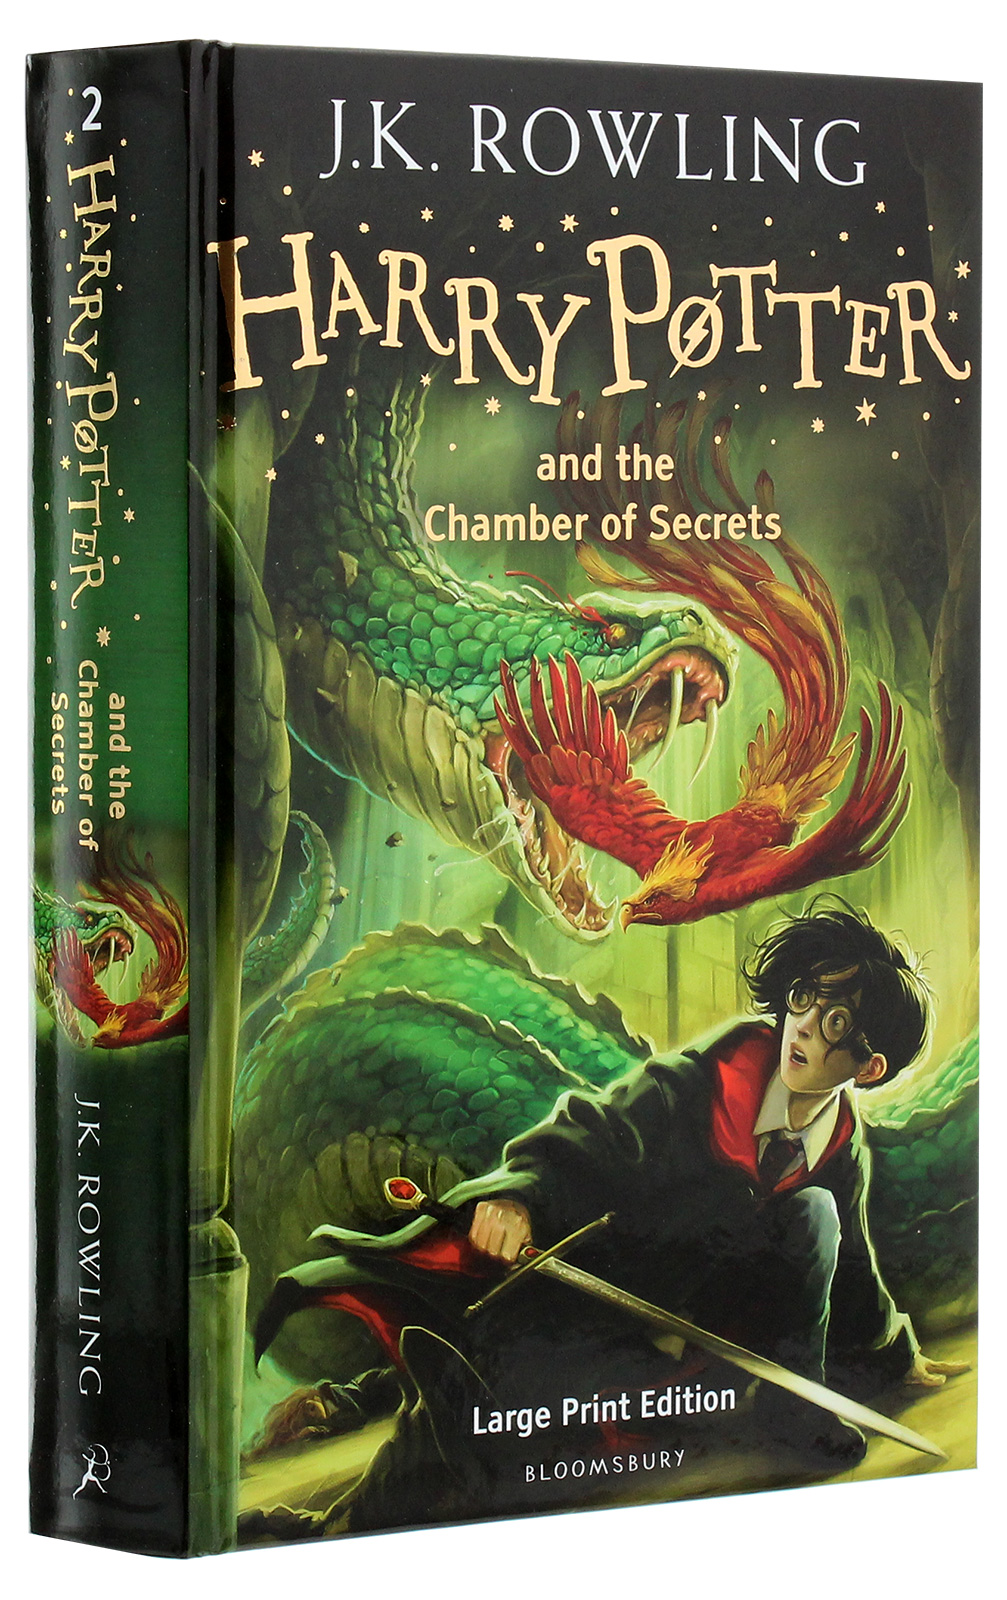 2
HARRY POTTER
and the
Chamber of
Secrets
J.K. ROWLING
J.K. ROWLING
HARRY POTTER
and the
Chamber of Secrets
Large Print Edition
BLOOMSBURY